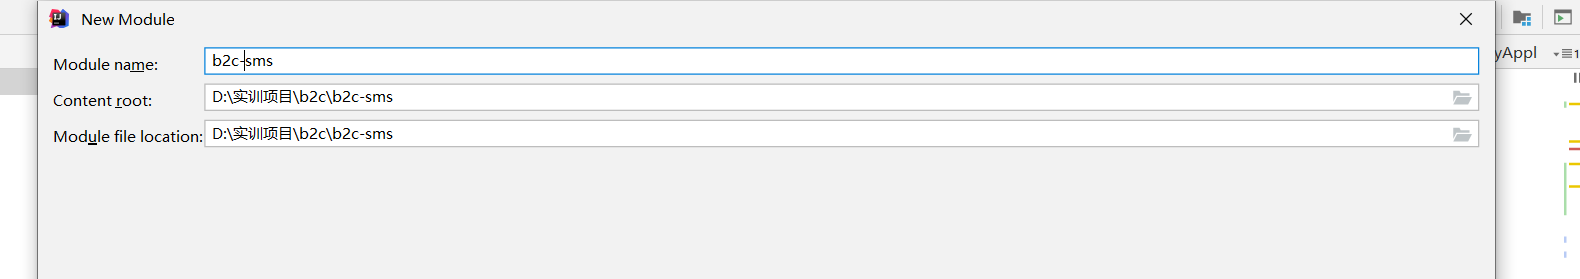 New Module
Module name: b2c-sms
yAppl
1
Content root: D:\实训项目\b2c\b2c-sms
Module file location: D:\实训项目\b2c\b2c-sms